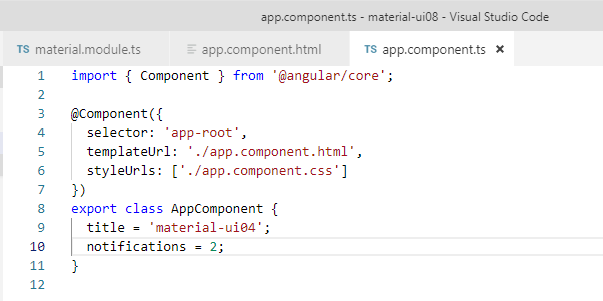 app.component.ts - material-ui08 - Visual Studio Code
TS material.module.ts app.component.html TS app.component.ts ×
1 import { Component } from '@angular/core';
2
3 @Component({
4 selector: 'app-root',
5 templateUrl: './app.component.html',
6 styleUrls: ['./app.component.css']
7 })
8 export class AppComponent {
9 title = 'material-ui04';
10 notifications = 2;
11 }
12